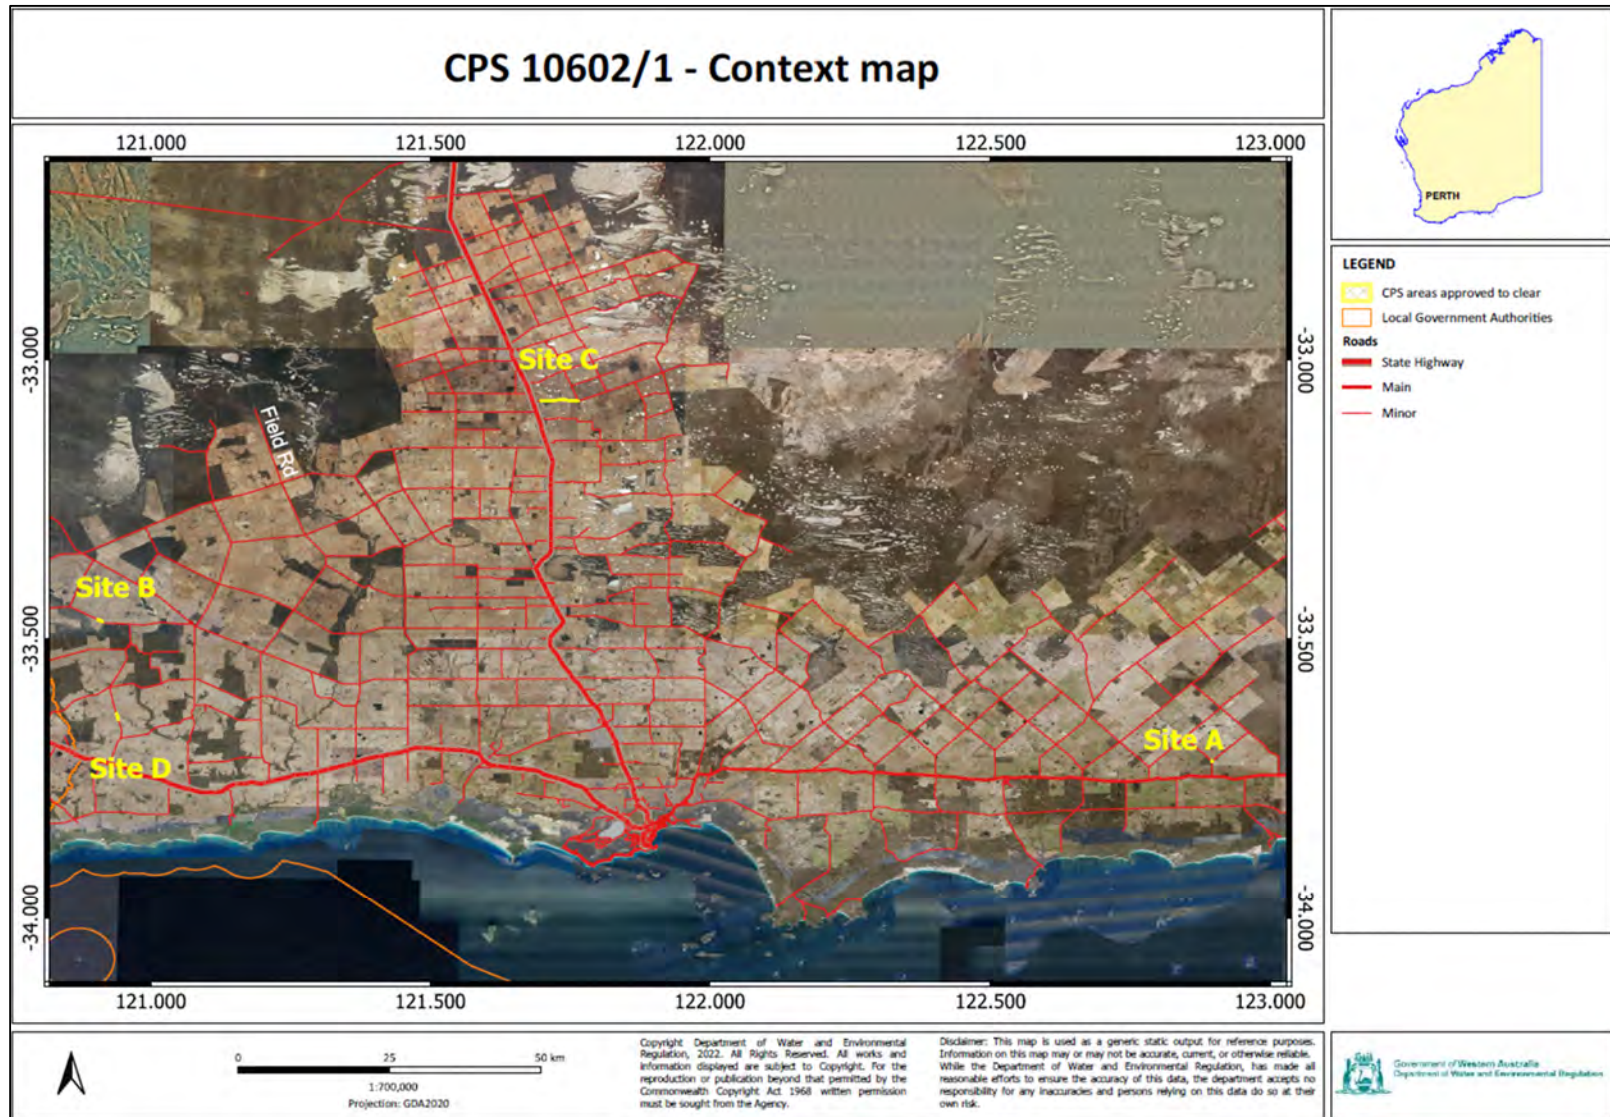 CPS 10602/1 - Context map
PERTH
121.000 121.500 122.000 122.500 123.000
-33.000 -33.000
Site C
Field Rd
Site B
-33.500 -33.500
Site A
Site D
-34.000 -34.000
121.000 121.500 122.000 122.500 123.000
LEGEND
CPS areas approved to clear
Local Government Authorities
Roads
State Highway
Main
Minor
0 25 50 km
1:700,000
Projection: GDA2020
Copyright Department of Water and Environmental
Regulation, 2022. All Rights Reserved. All works and
information displayed are subject to Copyright. For the
reproduction or publication beyond that permitted by the
Commonwealth Copyright Act 1968 written permission
must be sought from the Agency.
Disclaimer: This map is used as a generic static output for reference purposes.
Information on this map may or may not be accurate, current, or otherwise reliable.
While the Department of Water and Environmental Regulation, has made all
reasonable efforts to ensure the accuracy of this data, the department accepts no
responsibility for any inaccuracies and persons relying on this data do so at their
own risk.
Government of Western Australia
Department of Water and Environmental Regulation